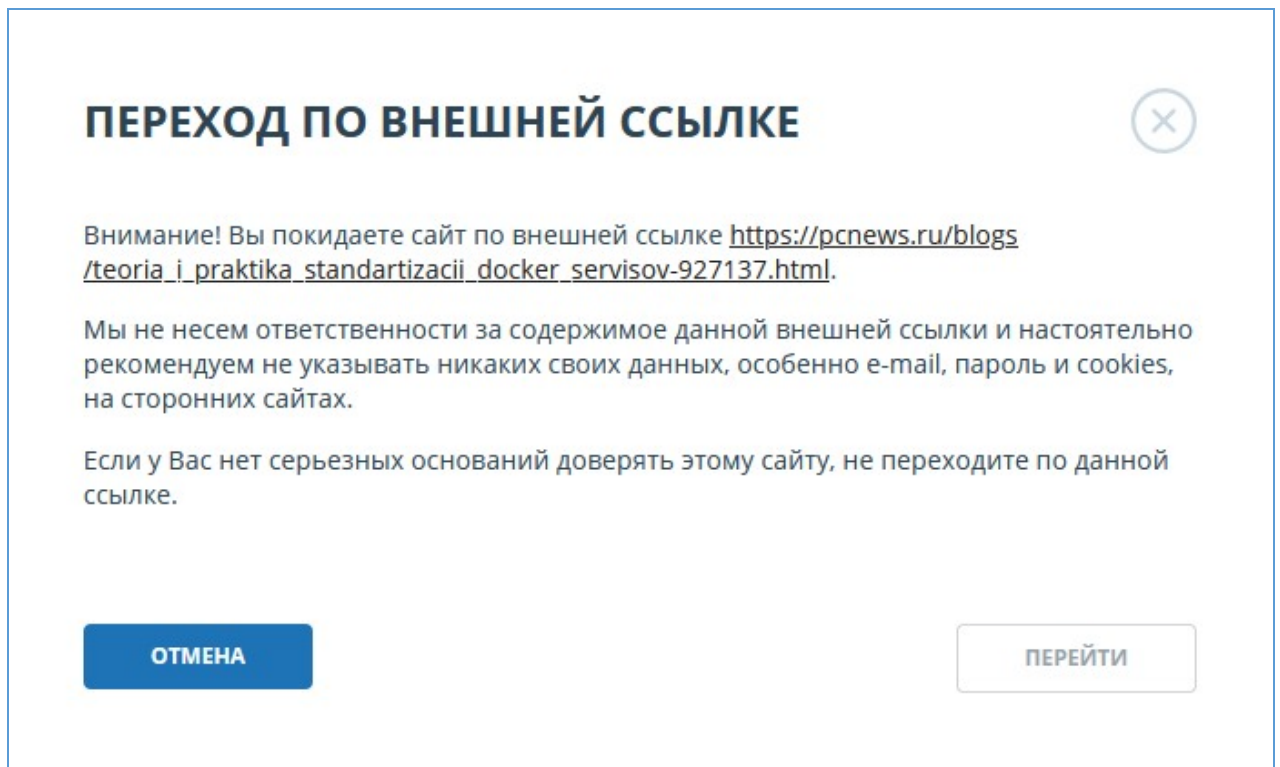 ПЕРЕХОД ПО ВНЕШНЕЙ ССЫЛКЕ
Внимание! Вы покидаете сайт по внешней ссылке https://pcnews.ru/blogs
/teoria_i_praktika_standartizacii_docker_servisov-927137.html.
Мы не несем ответственности за содержимое данной внешней ссылки и настоятельно
рекомендуем не указывать никаких своих данных, особенно e-mail, пароль и cookies,
на сторонних сайтах.
Если у Вас нет серьезных оснований доверять этому сайту, не переходите по данной
ссылке.
ОТМЕНА
ПЕРЕЙТИ